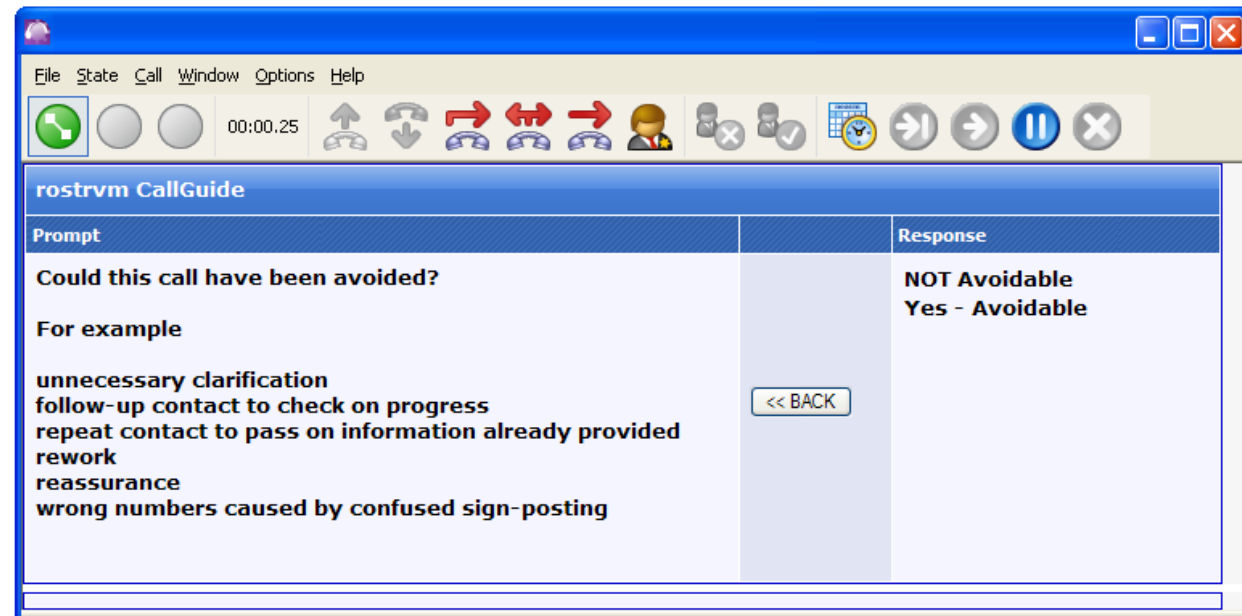 File State Call Window Options Help
00:00.25
rostrvm CallGuide
Prompt
Response
Could this call have been avoided?
For example
unnecessary clarification
follow-up contact to check on progress
repeat contact to pass on information already provided
rework
reassurance
wrong numbers caused by confused sign-posting
<< BACK
NOT Avoidable
Yes - Avoidable